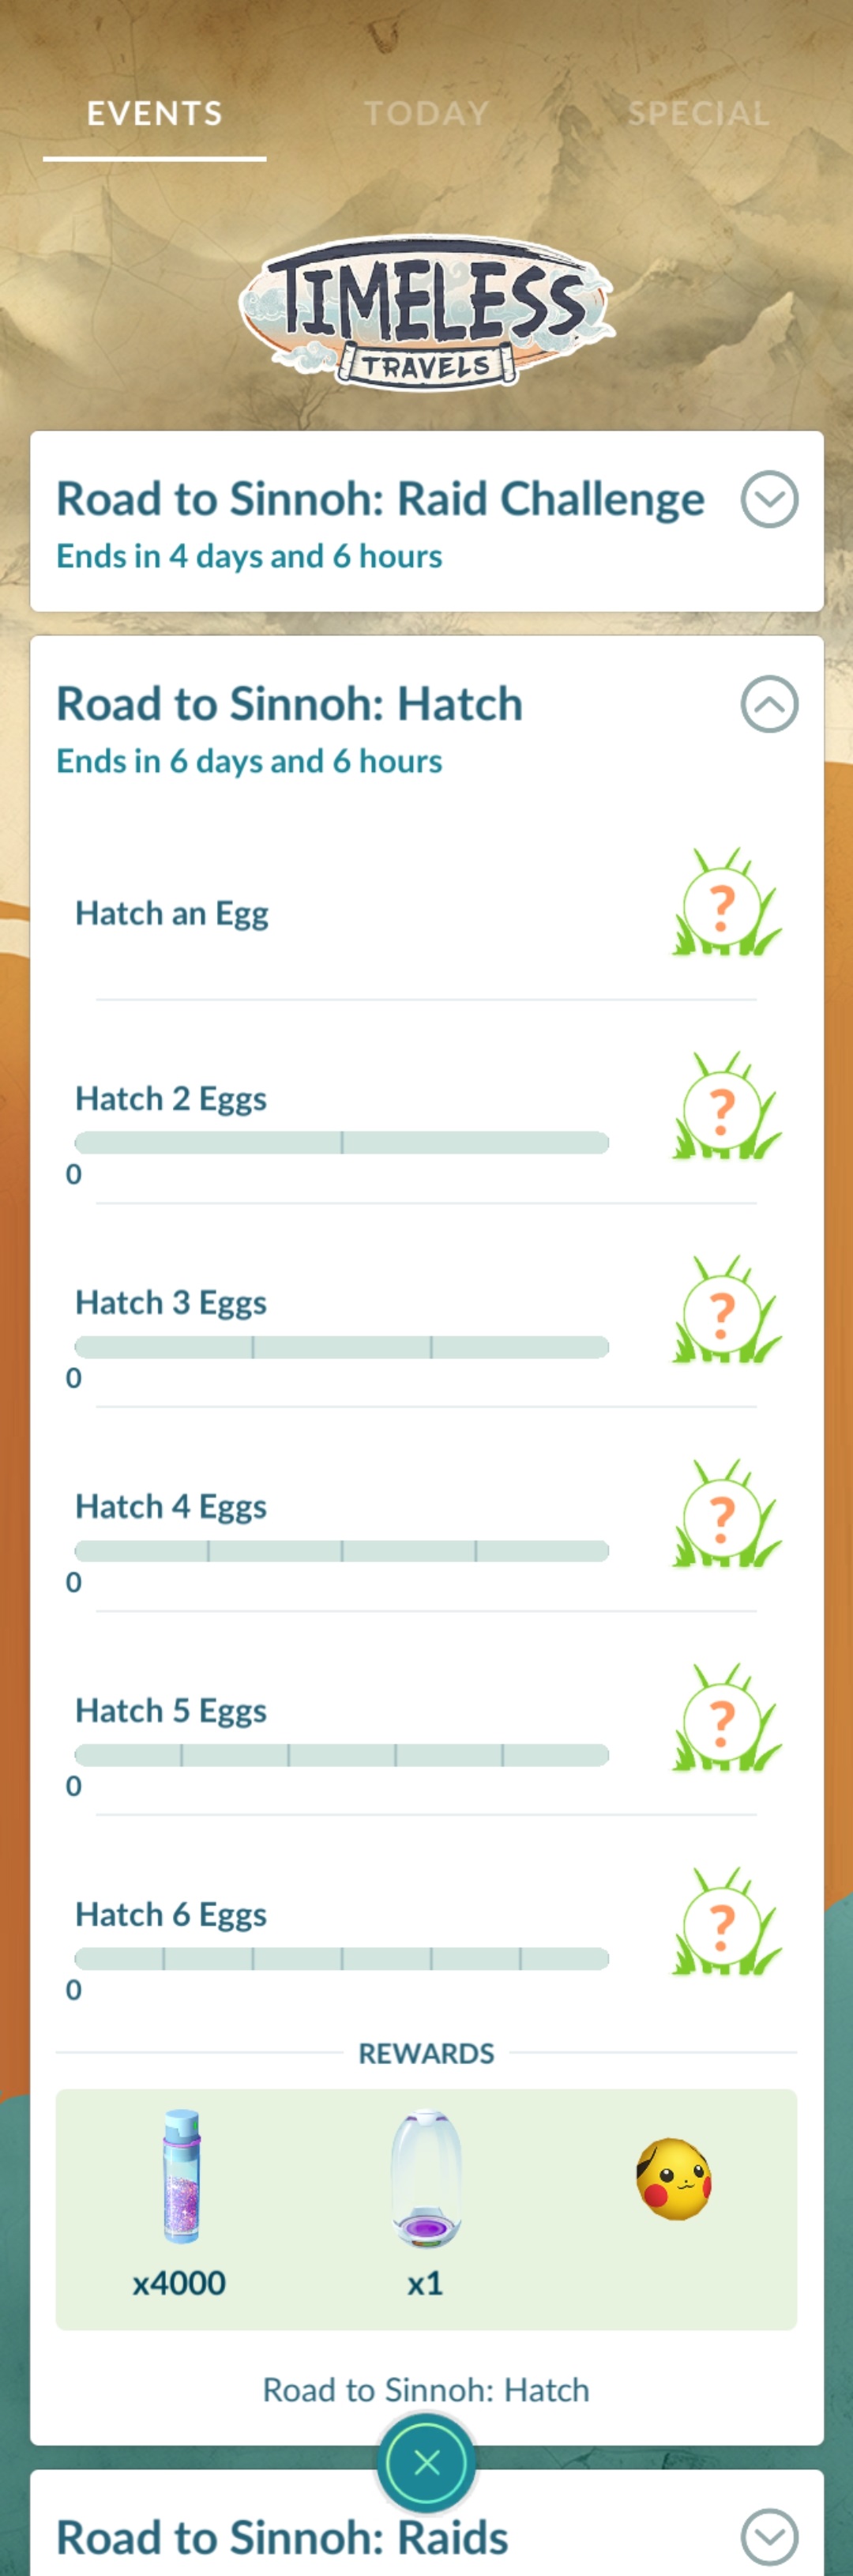 EVENTS TODAY SPECIAL
TIMELESS
TRAVELS
Road to Sinnoh: Raid Challenge
Ends in 4 days and 6 hours
Road to Sinnoh: Hatch
Ends in 6 days and 6 hours
Hatch an Egg
?
Hatch 2 Eggs
?
0
Hatch 3 Eggs
?
0
Hatch 4 Eggs
?
0
Hatch 5 Eggs
?
0
Hatch 6 Eggs
?
0
REWARDS
x4000 x1
Road to Sinnoh: Hatch
Road to Sinnoh: Raids